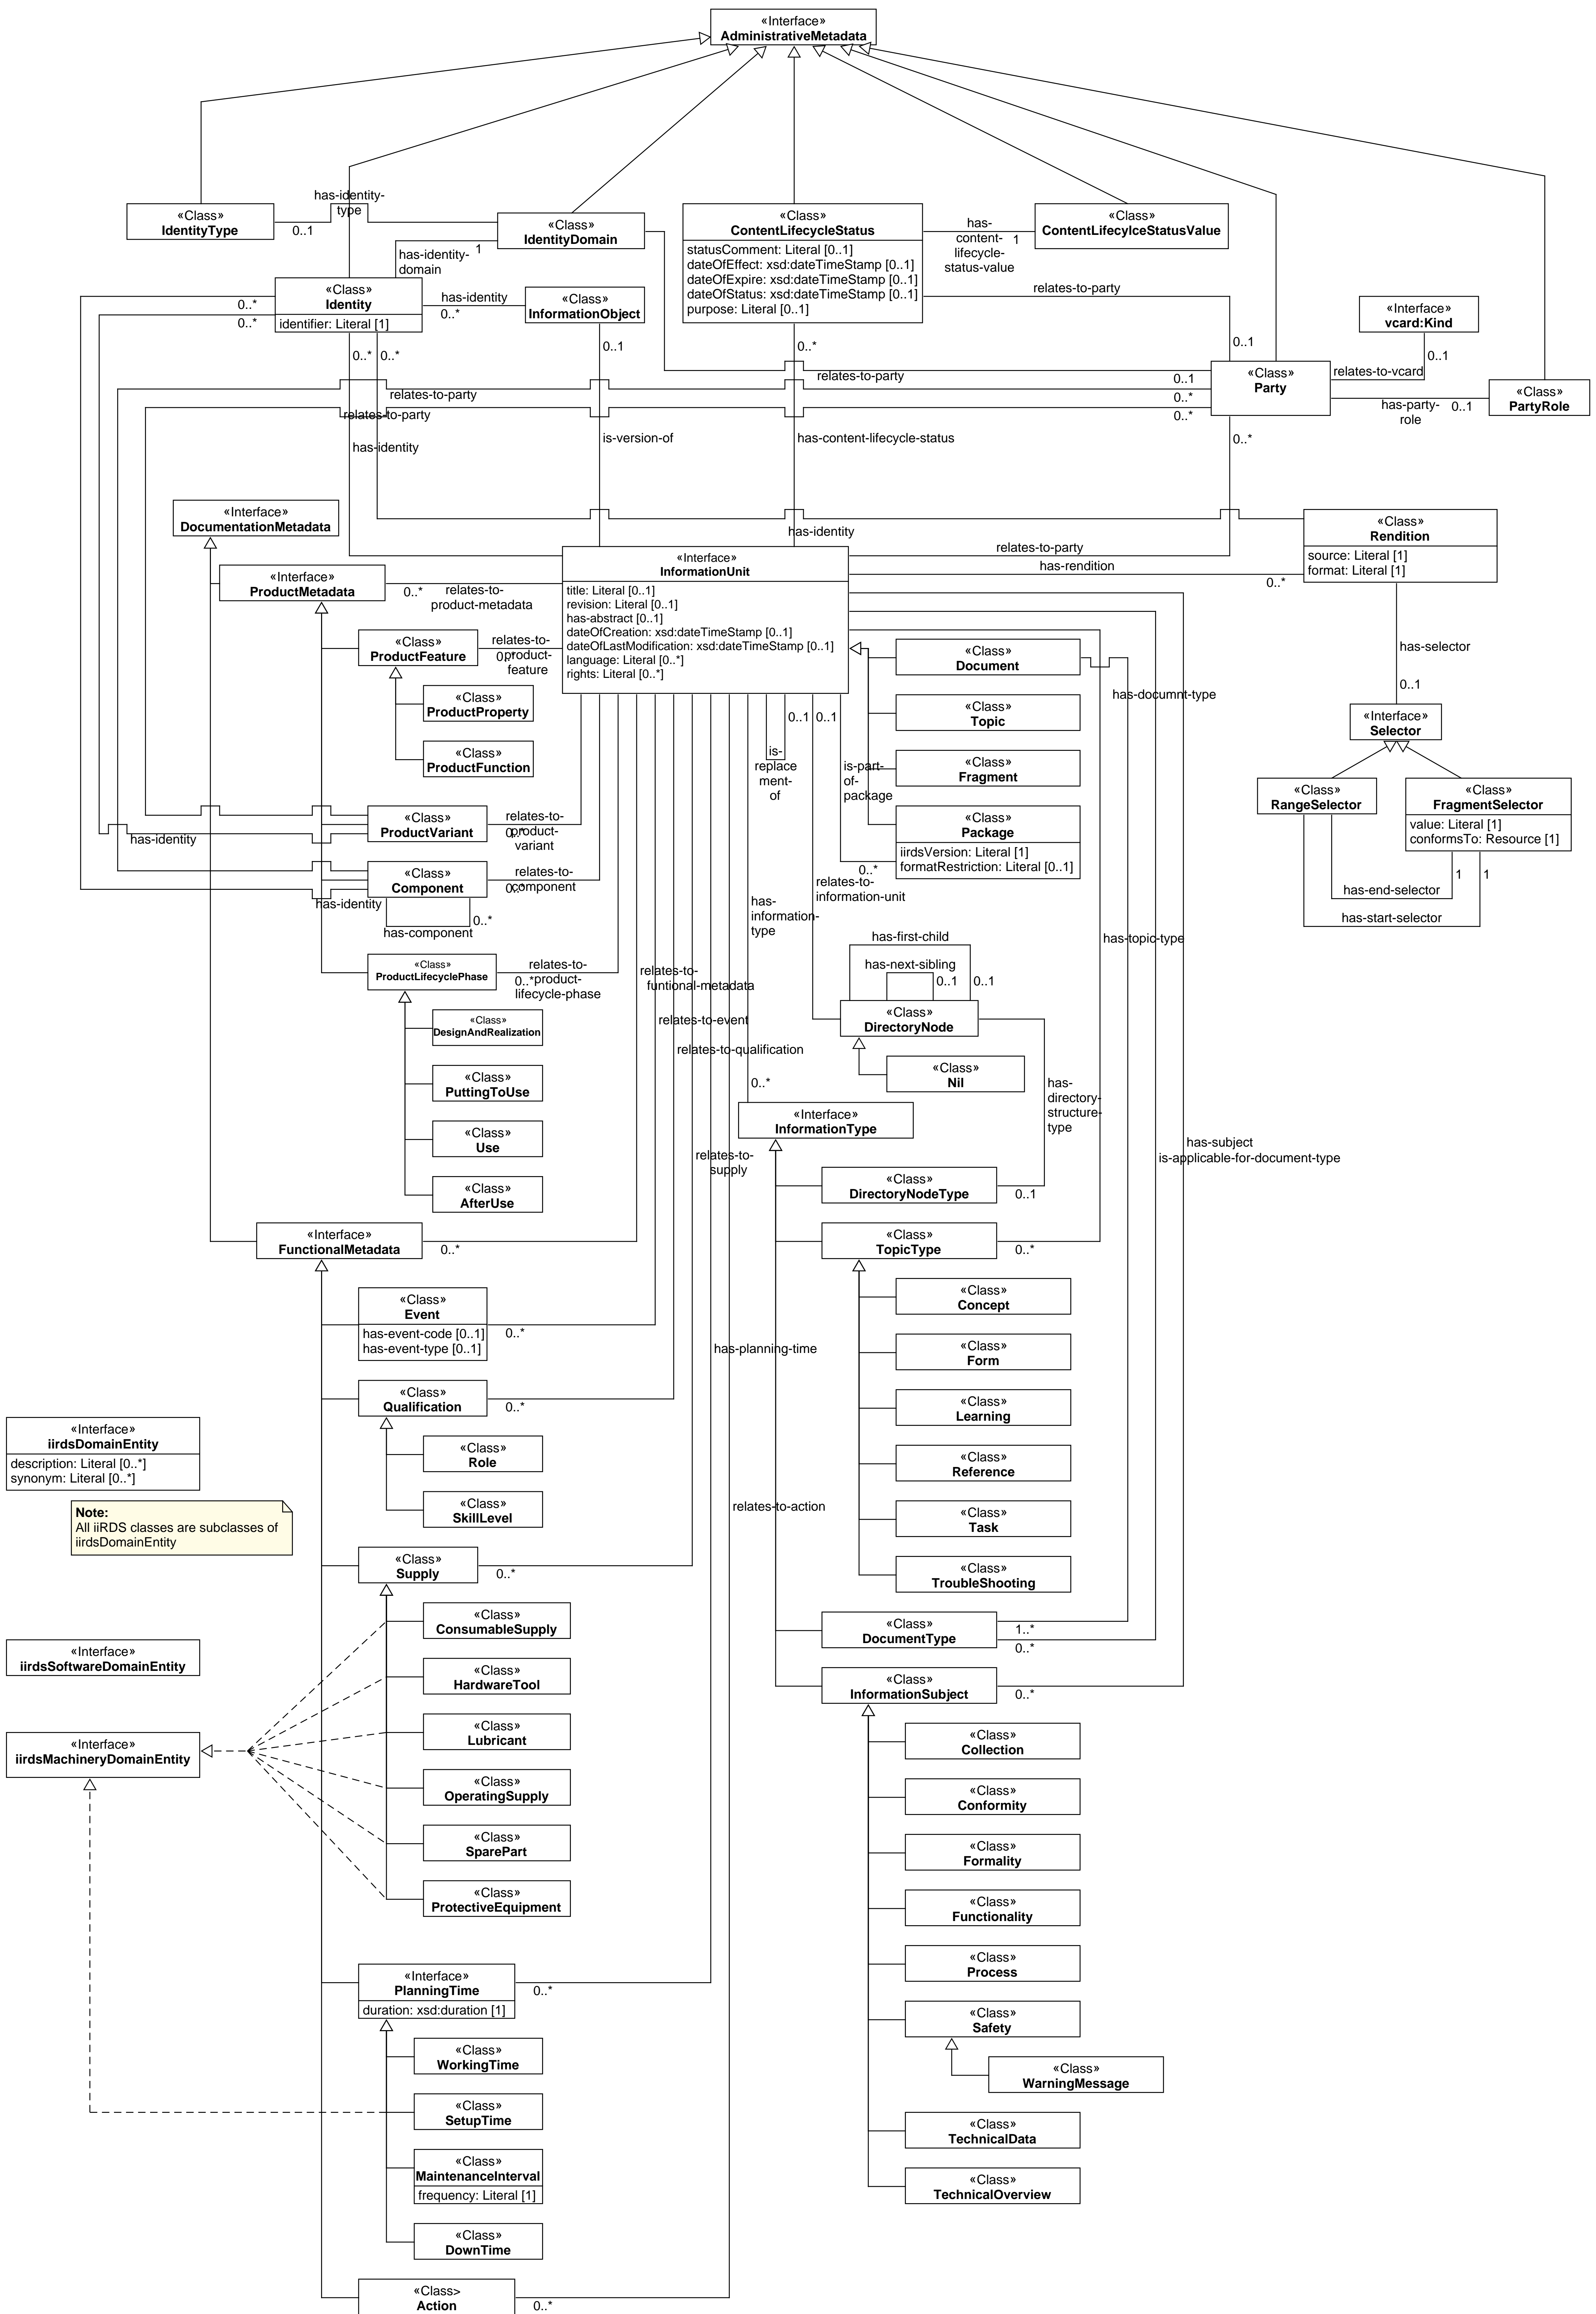 «Interface»
AdministrativeMetadata
has-identity-
type
«Class»
IdentityType
0..1
«Class»
IdentityDomain
has-identity-
domain
1
«Class»
ContentLifecycleStatus
statusComment: Literal [0..1]
dateOfEffect: xsd:dateTimeStamp [0..1]
dateOfExpire: xsd:dateTimeStamp [0..1]
dateOfStatus: xsd:dateTimeStamp [0..1]
purpose: Literal [0..1]
has-
content-
lifecycle-
status-value
1
«Class»
ContentLifecylceStatusValue
«Class»
Identity
identifier: Literal [1]
0..*
0..*
has-identity
0..*
«Class»
InformationObject
relates-to-party
«Interface»
vcard:Kind
0..*
0..*
0..1
0..*
0..1
0..1
«Class»
Party
relates-to-vcard
relates-to-party
0..1
relates-to-party
0..*
relates-to-party
0..*
«Class»
PartyRole
has-party-
role
0..1
has-identity
is-version-of
has-content-lifecycle-status
0..*
«Interface»
DocumentationMetadata
has-identity
«Class»
Rendition
source: Literal [1]
format: Literal [1]
relates-to-party
has-rendition
0..*
«Interface»
InformationUnit
title: Literal [0..1]
revision: Literal [0..1]
has-abstract [0..1]
dateOfCreation: xsd:dateTimeStamp [0..1]
dateOfLastModification: xsd:dateTimeStamp [0..1]
language: Literal [0..*]
rights: Literal [0..*]
«Interface»
ProductMetadata
0..*
relates-to-
product-metadata
«Class»
ProductFeature
relates-to-
product-
feature
0..*
«Class»
ProductProperty
«Class»
ProductFunction
«Class»
Document
has-documnt-type
«Class»
Topic
«Class»
Fragment
«Class»
Package
iirdsVersion: Literal [1]
formatRestriction: Literal [0..1]
has-selector
0..1
«Interface»
Selector
«Class»
RangeSelector
«Class»
FragmentSelector
value: Literal [1]
conformsTo: Resource [1]
1
1
has-end-selector
has-start-selector
0..1
0..1
is-
replace
ment-
of
is-part-
of-
package
0..*
«Class»
ProductVariant
relates-to-
product-
variant
0..*
has-identity
«Class»
Component
relates-to-
component
0..*
has-identity
0..*
has-component
relates-to-
information-unit
has-
information-
type
«Class»
ProductLifecyclePhase
relates-to-
product-
lifecycle-phase
0..*
relates-to-
funtional-metadata
relates-to-event
relates-to-qualification
has-first-child
has-next-sibling
0..1
0..1
has-topic-type
«Class»
DirectoryNode
«Class»
Nil
has-
directory-
structure-
type
«Class»
DesignAndRealization
«Class»
PuttingToUse
«Class»
Use
«Class»
AfterUse
0..*
«Interface»
InformationType
relates-to-
supply
has-subject
is-applicable-for-document-type
«Class»
DirectoryNodeType
0..1
«Interface»
FunctionalMetadata
0..*
«Class»
TopicType
0..*
«Class»
Event
has-event-code [0..1]
has-event-type [0..1]
0..*
has-planning-time
«Class»
Concept
«Class»
Form
«Class»
Learning
«Class»
Reference
«Class»
Task
«Class»
TroubleShooting
«Class»
Qualification
0..*
«Class»
Role
«Class»
SkillLevel
«Interface»
iirdsDomainEntity
description: Literal [0..*]
synonym: Literal [0..*]
Note:
All iiRDS classes are subclasses of
iirdsDomainEntity
relates-to-action
«Class»
Supply
0..*
«Class»
ConsumableSupply
«Class»
HardwareTool
«Class»
Lubricant
«Class»
OperatingSupply
«Class»
SparePart
«Class»
ProtectiveEquipment
«Interface»
iirdsSoftwareDomainEntity
«Interface»
iirdsMachineryDomainEntity
«Class»
DocumentType
1..*
0..*
«Class»
InformationSubject
0..*
«Class»
Collection
«Class»
Conformity
«Class»
Formality
«Class»
Functionality
«Class»
Process
«Class»
Safety
«Class»
WarningMessage
«Class»
TechnicalData
«Class»
TechnicalOverview
«Interface»
PlanningTime
duration: xsd:duration [1]
0..*
«Class»
WorkingTime
«Class»
SetupTime
«Class»
MaintenanceInterval
frequency: Literal [1]
«Class»
DownTime
«Class>
Action
0..*